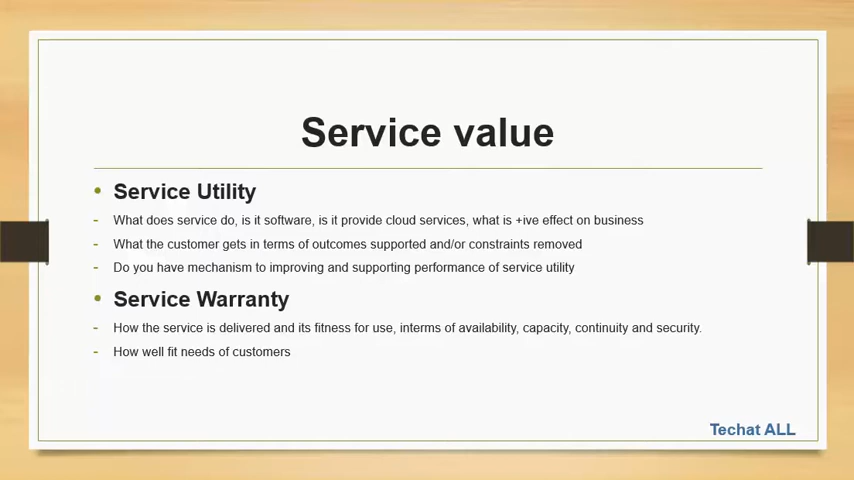 Service value
• Service Utility
- What does service do, is it software, is it provide cloud services, what is +ive effect on business
- What the customer gets in terms of outcomes supported and/or constraints removed
- Do you have mechanism to improving and supporting performance of service utility
• Service Warranty
- How the service is delivered and its fitness for use, interms of availability, capacity, continuity and security.
- How well fit needs of customers
Techat ALL